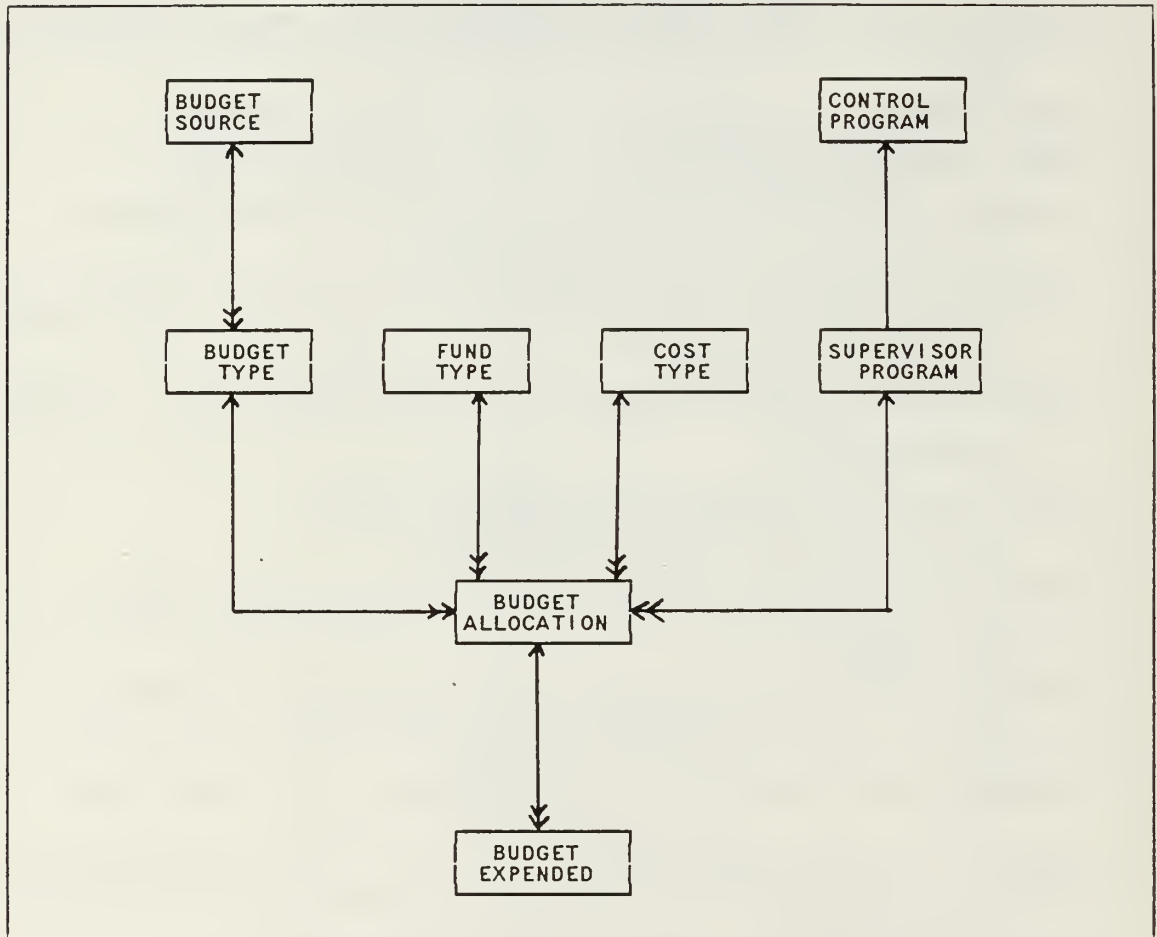 BUDGET
SOURCE
CONTROL
PROGRAM
BUDGET
TYPE
FUND
TYPE
COST
TYPE
SUPERVISOR
PROGRAM
BUDGET
ALLOCATION
BUDGET
EXPENDED